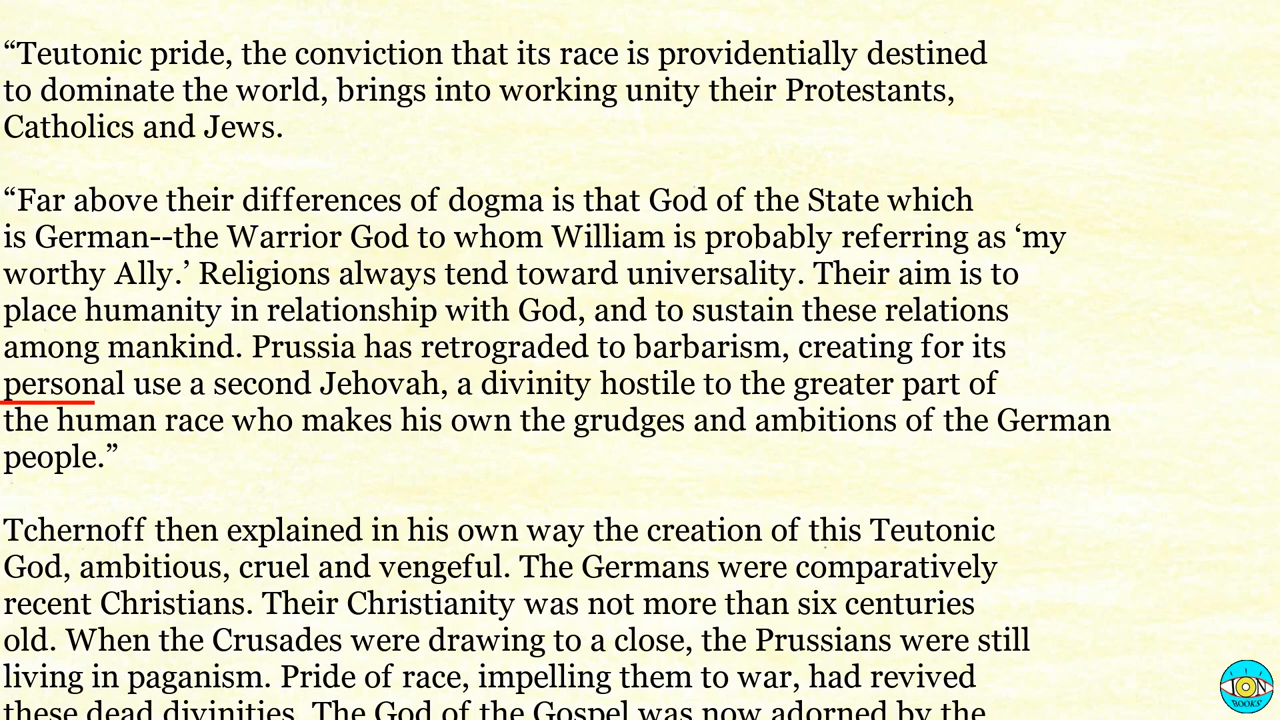 “Teutonic pride, the conviction that its race is providentially destined
to dominate the world, brings into working unity their Protestants,
Catholics and Jews.
“Far above their differences of dogma is that God of the State which
is German--the Warrior God to whom William is probably referring as ‘my
worthy Ally.’ Religions always tend toward universality. Their aim is to
place humanity in relationship with God, and to sustain these relations
among mankind. Prussia has retrograded to barbarism, creating for its
personal use a second Jehovah, a divinity hostile to the greater part of
the human race who makes his own the grudges and ambitions of the German
people.”
Tchernoff then explained in his own way the creation of this Teutonic
God, ambitious, cruel and vengeful. The Germans were comparatively
recent Christians. Their Christianity was not more than six centuries
old. When the Crusades were drawing to a close, the Prussians were still
living in paganism. Pride of race, impelling them to war, had revived
these dead divinities. The God of the Gospel was now adorned by the
ION
BOOKS